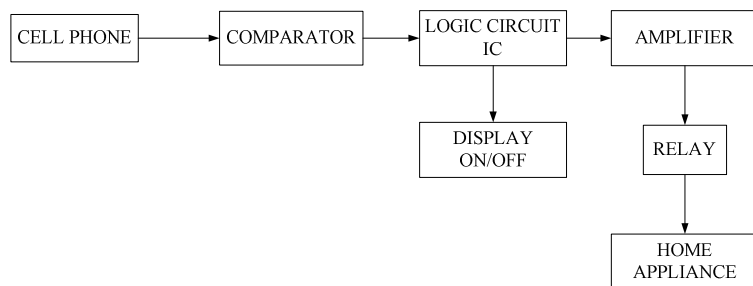 CELL PHONE
COMPARATOR
LOGIC CIRCUIT
IC
AMPLIFIER
DISPLAY
ON/OFF
RELAY
HOME
APPLIANCE